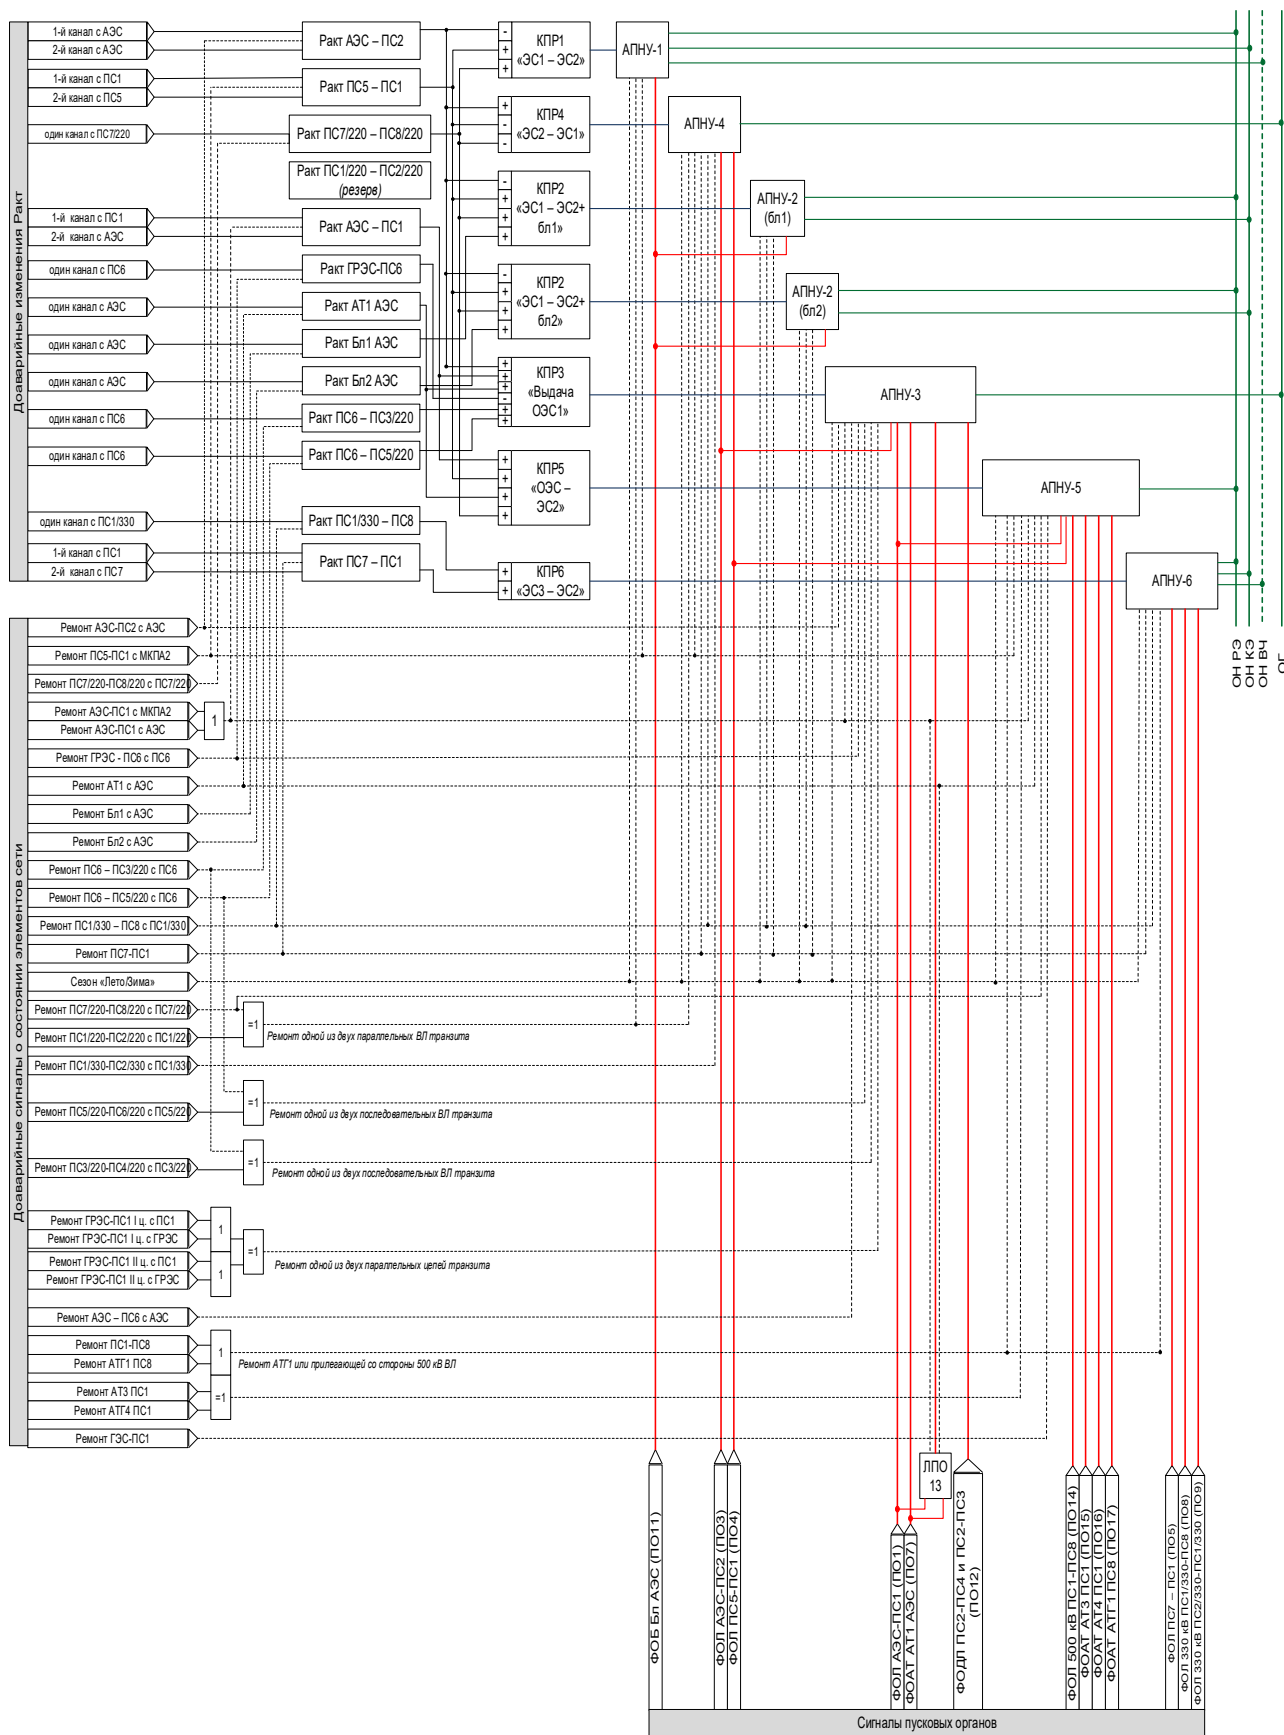 Доаварийные изменения Ракт
1-й канал с АЭС
2-й канал с АЭС
1-й канал с ПС1
2-й канал с ПС5
один канал с ПС7/220
1-й канал с ПС1
2-й канал с АЭС
один канал с ПС6
один канал с АЭС
один канал с АЭС
один канал с АЭС
один канал с ПС6
один канал с ПС6
один канал с ПС1/330
1-й канал с ПС1
2-й канал с ПС7
Ракт АЭС – ПС2
Ракт ПС5 – ПС1
Ракт ПС7/220 – ПС8/220
Ракт ПС1/220 – ПС2/220
(резерв)
Ракт АЭС – ПС1
Ракт ГРЭС-ПС6
Ракт АТ1 АЭС
Ракт Бл1 АЭС
Ракт Бл2 АЭС
Ракт ПС6 – ПС3/220
Ракт ПС6 – ПС5/220
Ракт ПС1/330 – ПС8
Ракт ПС7 – ПС1
-
+
+
КПР1
«ЭС1 – ЭС2»
+
-
-
КПР4
«ЭС2 – ЭС1»
-
+
+
+
КПР2
«ЭС1 – ЭС2+
бл1»
-
+
+
+
КПР2
«ЭС1 – ЭС2+
бл2»
+
+
+
-
+
+
КПР3
«Выдача
ОЭС1»
+
+
+
+
КПР5
«ОЭС –
ЭС2»
+
+
КПР6
«ЭС3 – ЭС2»
АПНУ-1
АПНУ-4
АПНУ-2
(бл1)
АПНУ-2
(бл2)
АПНУ-3
АПНУ-5
АПНУ-6
ОН РЭ
ОН КЭ
ОН ВЧ
ОГ
Доаварийные сигналы о состоянии элементов сети
Ремонт АЭС-ПС2 с АЭС
Ремонт ПС5-ПС1 с МКПА2
Ремонт ПС7/220-ПС8/220 с ПС7/220
Ремонт АЭС-ПС1 с МКПА2
Ремонт АЭС-ПС1 с АЭС
1
Ремонт ГРЭС - ПС6 с ПС6
Ремонт АТ1 с АЭС
Ремонт Бл1 с АЭС
Ремонт Бл2 с АЭС
Ремонт ПС6 – ПС3/220 с ПС6
Ремонт ПС6 – ПС5/220 с ПС6
Ремонт ПС1/330 – ПС8 с ПС1/330
Ремонт ПС7-ПС1
Сезон «Лето/Зима»
Ремонт ПС7/220-ПС8/220 с ПС7/220
Ремонт ПС1/220-ПС2/220 с ПС1/220
=1
Ремонт одной из двух параллельных ВЛ транзита
Ремонт ПС1/330-ПС2/330 с ПС1/330
Ремонт ПС5/220-ПС6/220 с ПС5/220
=1
Ремонт одной из двух последовательных ВЛ транзита
Ремонт ПС3/220-ПС4/220 с ПС3/220
=1
Ремонт одной из двух последовательных ВЛ транзита
Ремонт ГРЭС-ПС1 I ц. с ПС1
Ремонт ГРЭС-ПС1 I ц. с ГРЭС
Ремонт ГРЭС-ПС1 II ц. с ПС1
Ремонт ГРЭС-ПС1 II ц. с ГРЭС
1
1
=1
Ремонт одной из двух параллельных цепей транзита
Ремонт АЭС – ПС6 с АЭС
Ремонт ПС1-ПС8
Ремонт АТГ1 ПС8
1
Ремонт АТГ1 или прилегающей со стороны 500 кВ ВЛ
Ремонт АТ3 ПС1
Ремонт АТГ4 ПС1
=1
Ремонт ГЭС-ПС1
ЛПО
13
ФОБ Бл АЭС (ПО11)
ФОЛ АЭС-ПС2 (ПО3)
ФОЛ ПС5-ПС1 (ПО4)
ФОЛ АЭС-ПС1 (ПО1)
ФОАТ АТ1 АЭС (ПО7)
ФОДЛ ПС2-ПС4 и ПС2-ПС3
(ПО12)
ФОЛ 500 кВ ПС1-ПС8 (ПО14)
ФОАТ АТ3 ПС1 (ПО15)
ФОАТ АТ4 ПС1 (ПО16)
ФОАТ АТГ1 ПС8 (ПО17)
ФОЛ ПС7 – ПС1 (ПО5)
ФОЛ 330 кВ ПС1/330-ПС8 (ПО8)
ФОЛ 330 кВ ПС2/330-ПС1/330 (ПО9)
Сигналы пусковых органов